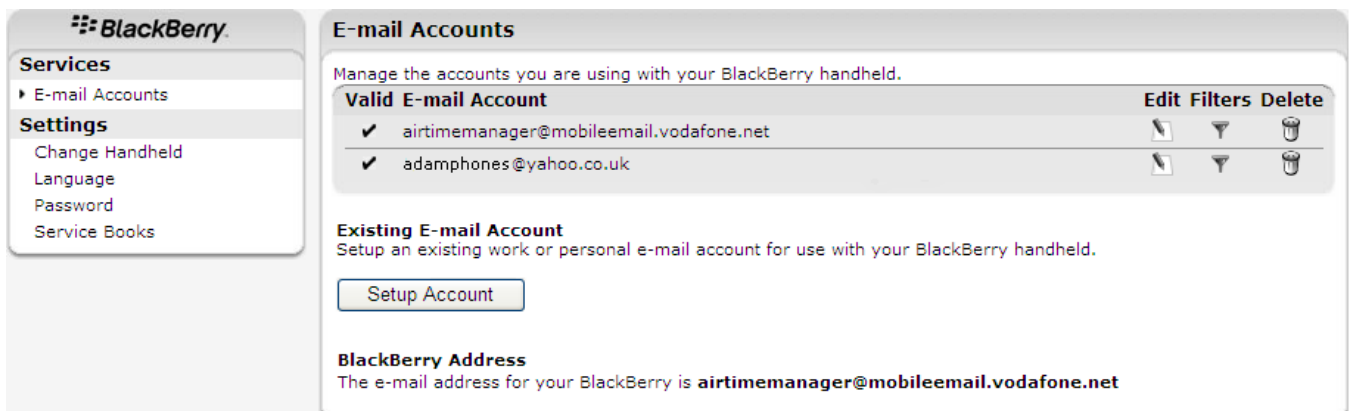 BlackBerry.
Services
E-mail Accounts
Settings
Change Handheld
Language
Password
Service Books
E-mail Accounts
Manage the accounts you are using with your BlackBerry handheld.
Valid E-mail Account Edit Filters Delete
airtimemanager@mobileemail.vodafone.net
adamphones@yahoo.co.uk
Existing E-mail Account
Setup an existing work or personal e-mail account for use with your BlackBerry handheld.
Setup Account
BlackBerry Address
The e-mail address for your BlackBerry is airtimemanager@mobileemail.vodafone.net